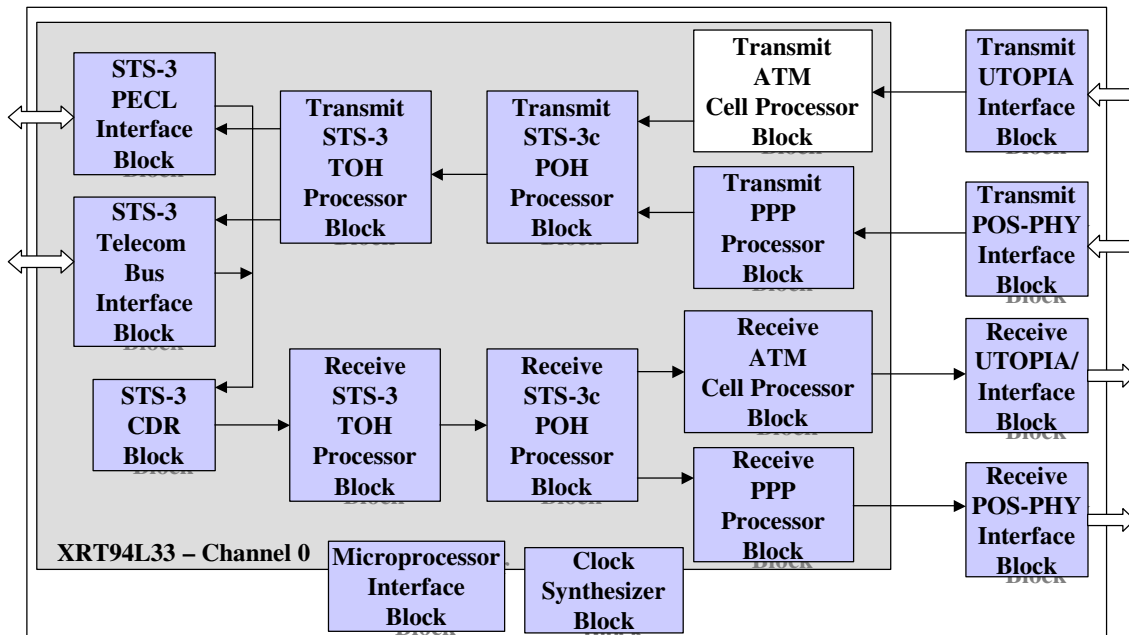 STS-3
PECL
Interface
Block
Transmit
STS-3
TOH
Processor
Block
Transmit
STS-3c
POH
Processor
Block
Transmit
ATM
Cell Processor
Block
Transmit
UTOPIA
Interface
Block
Transmit
PPP
Processor
Block
Transmit
POS-PHY
Interface
Block
STS-3
Telecom
Bus
Interface
Block
STS-3
CDR
Block
Receive
STS-3
TOH
Processor
Block
Receive
STS-3c
POH
Processor
Block
Receive
ATM
Cell Processor
Block
Receive
UTOPIA/
Interface
Block
Receive
PPP
Processor
Block
Receive
POS-PHY
Interface
Block
XRT94L33 – Channel 0
Microprocessor
Interface
Block
Clock
Synthesizer
Block